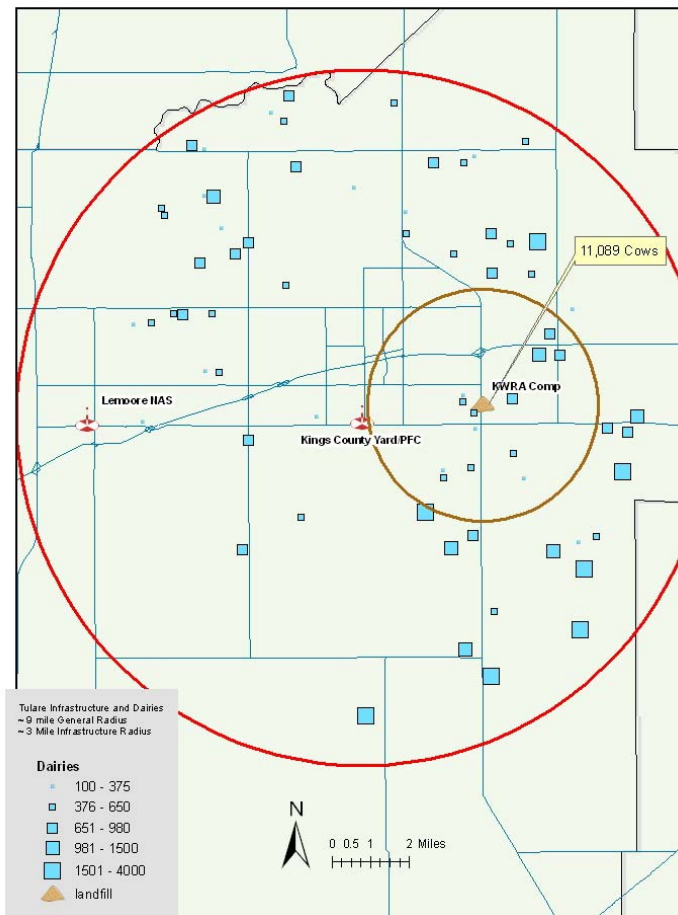 11,089 Cows
KWRA Comp
Lemoore NAS
Kings County Yard/PFC
Tulare Infrastructure and Dairies
~ 9 mile General Radius
~ 3 Mile Infrastructure Radius
Dairies
100 - 375
376 - 650
651 - 980
981 - 1500
1501 - 4000
landfill
N
0 0.5 1 2 Miles